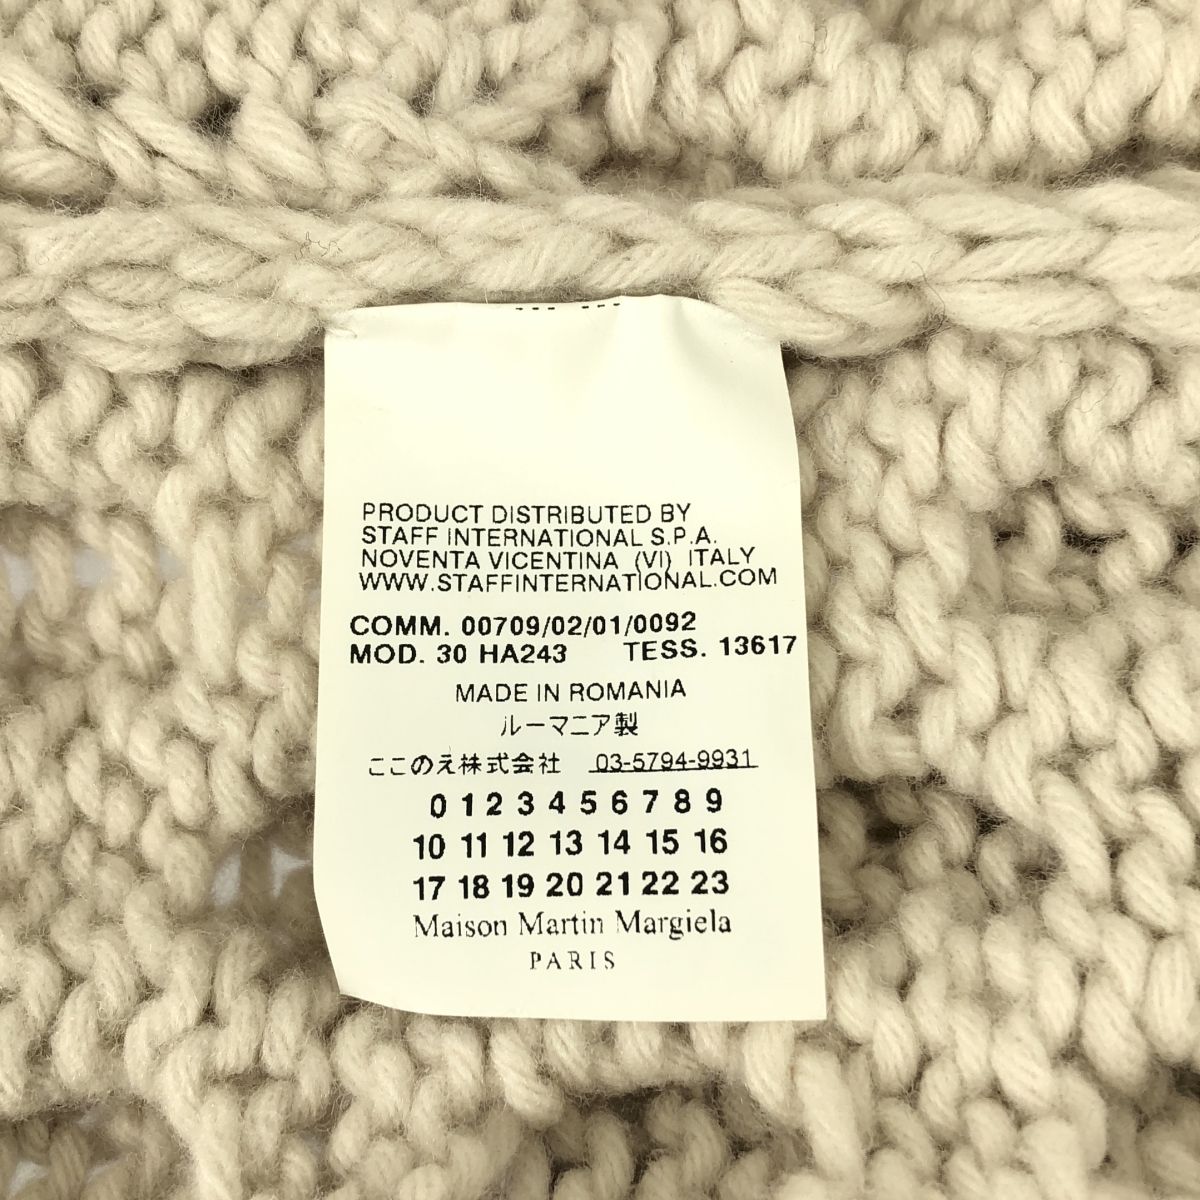 PRODUCT DISTRIBUTED BY
STAFF INTERNATIONAL S.P.A.
NOVENTA VICENTINA (VI) ITALY
WWW.STAFFINTERNATIONAL.COM
COMM. 00709/02/01/0092
MOD. 30 HA243 TESS. 13617
MADE IN ROMANIA
ルーマニア製
ここのえ株式会社 03-5794-9931
0 1 2 3 4 5 6 7 8 9
10 11 12 13 14 15 16
17 18 19 20 21 22 23
Maison Martin Margiela
PARIS